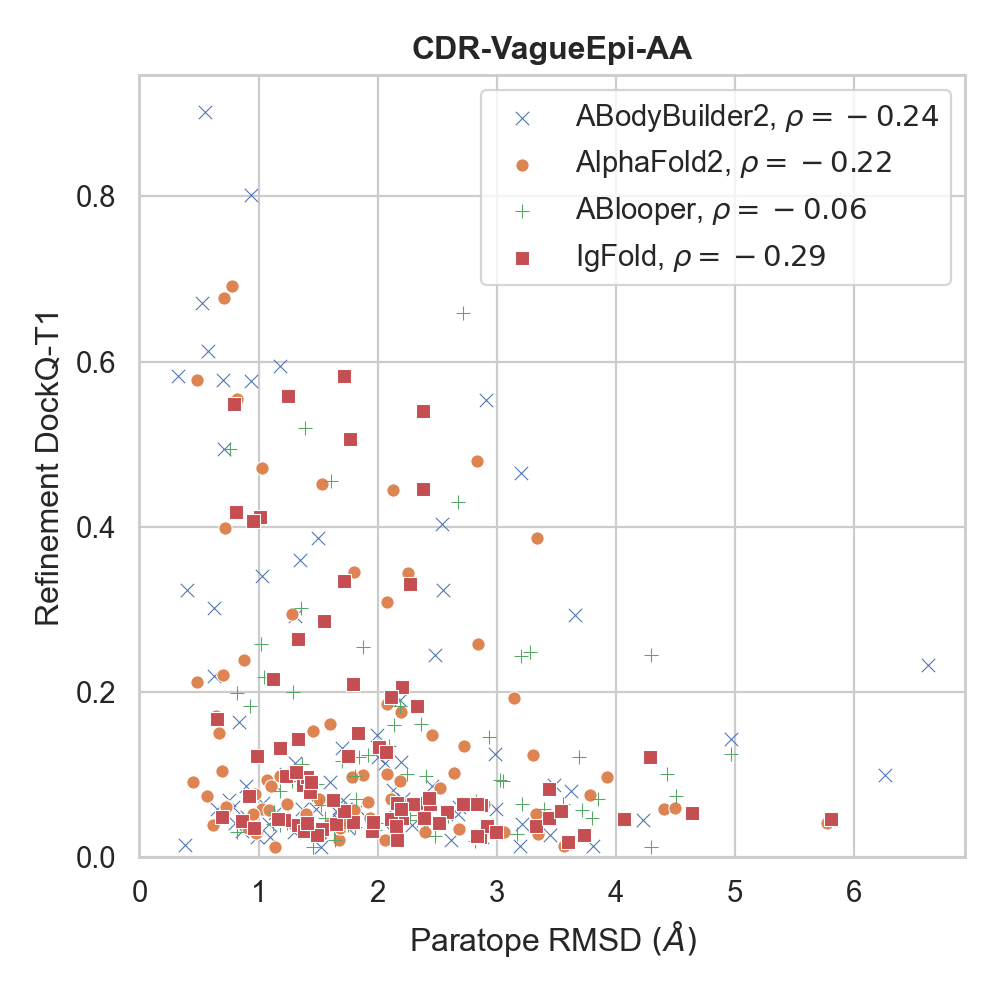 CDR-VagueEpi-AA
ABodyBuilder2, ρ = −0.24
AlphaFold2, ρ = −0.22
ABlooper, ρ = −0.06
IgFold, ρ = −0.29
Refinement DockQ-T1
0.8
0.6
0.4
0.2
0.0
0 1 2 3 4 5 6
Paratope RMSD (Å)